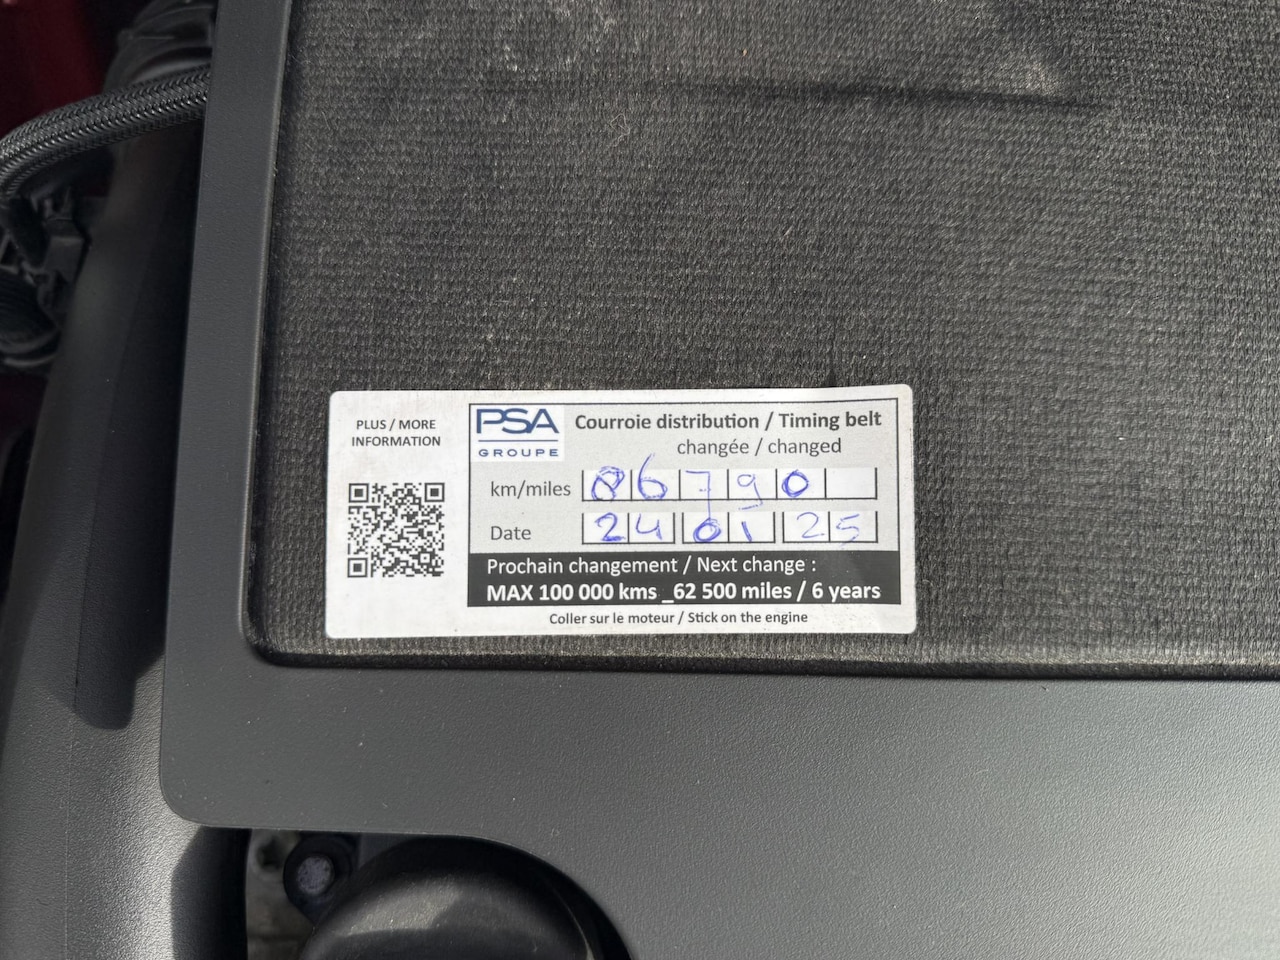 PLUS / MORE
INFORMATION
PSA
GROUPE
Courroie distribution / Timing belt
changée / changed
km/miles 86790
Date 24 01 25
Prochain changement / Next change :
MAX 100 000 kms _62 500 miles / 6 years
Coller sur le moteur / Stick on the engine